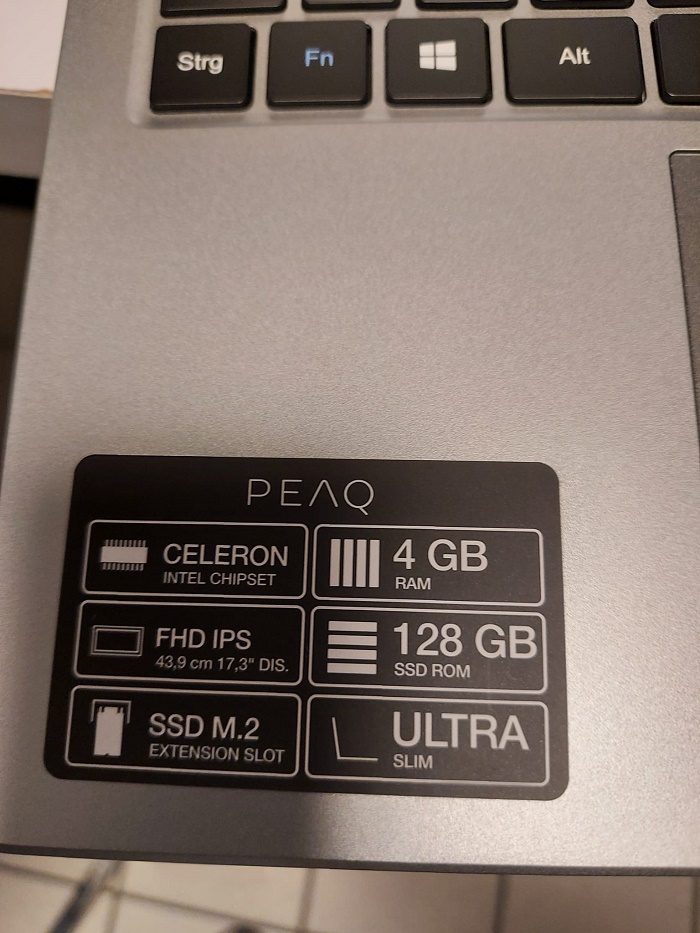 Strg Fn Alt
PEAQ
CELERON
INTEL CHIPSET
4 GB
RAM
FHD IPS
43,9 cm 17,3" DIS.
128 GB
SSD ROM
SSD M.2
EXTENSION SLOT
ULTRA
SLIM